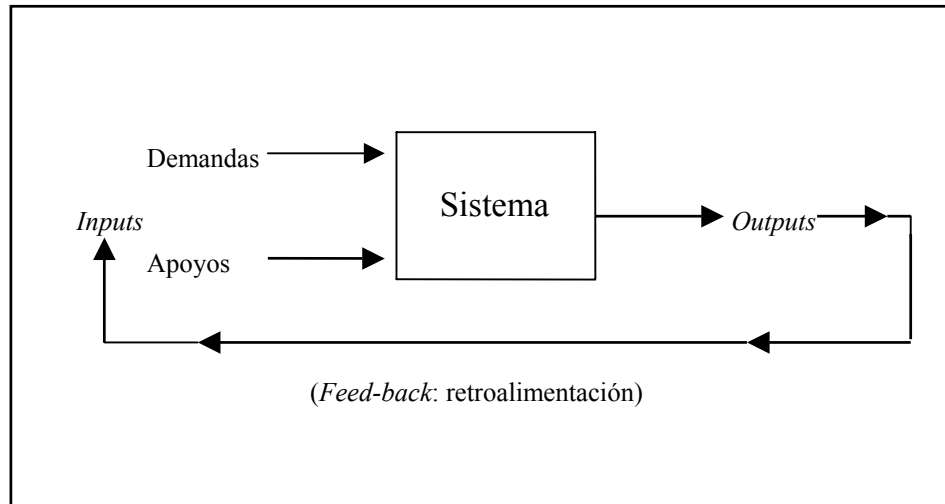 Demandas
Sistema
Inputs
Outputs
Apoyos
(Feed-back: retroalimentación)